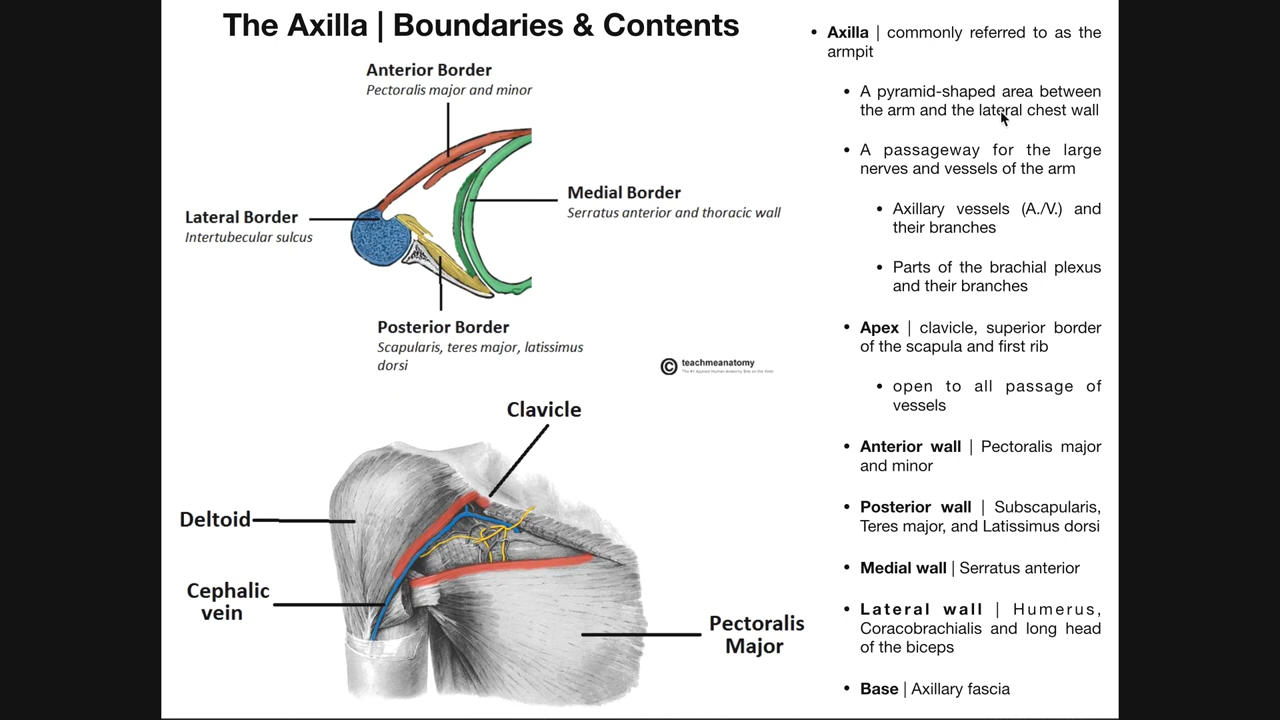 The Axilla | Boundaries & Contents
Anterior Border
Pectoralis major and minor
Medial Border
Serratus anterior and thoracic wall
Lateral Border
Intertubecular sulcus
Posterior Border
Scapularis, teres major, latissimus
dorsi
© teachmeanatomy
Clavicle
Deltoid
Cephalic
vein
Pectoralis
Major
• Axilla | commonly referred to as the
armpit
• A pyramid-shaped area between
the arm and the lateral chest wall
• A passageway for the large
nerves and vessels of the arm
• Axillary vessels (A./V.) and
their branches
• Parts of the brachial plexus
and their branches
• Apex | clavicle, superior border
of the scapula and first rib
• open to all passage of
vessels
• Anterior wall | Pectoralis major
and minor
• Posterior wall | Subscapularis,
Teres major, and Latissimus dorsi
• Medial wall | Serratus anterior
• Lateral wall | Humerus,
Coracobrachialis and long head
of the biceps
• Base | Axillary fascia